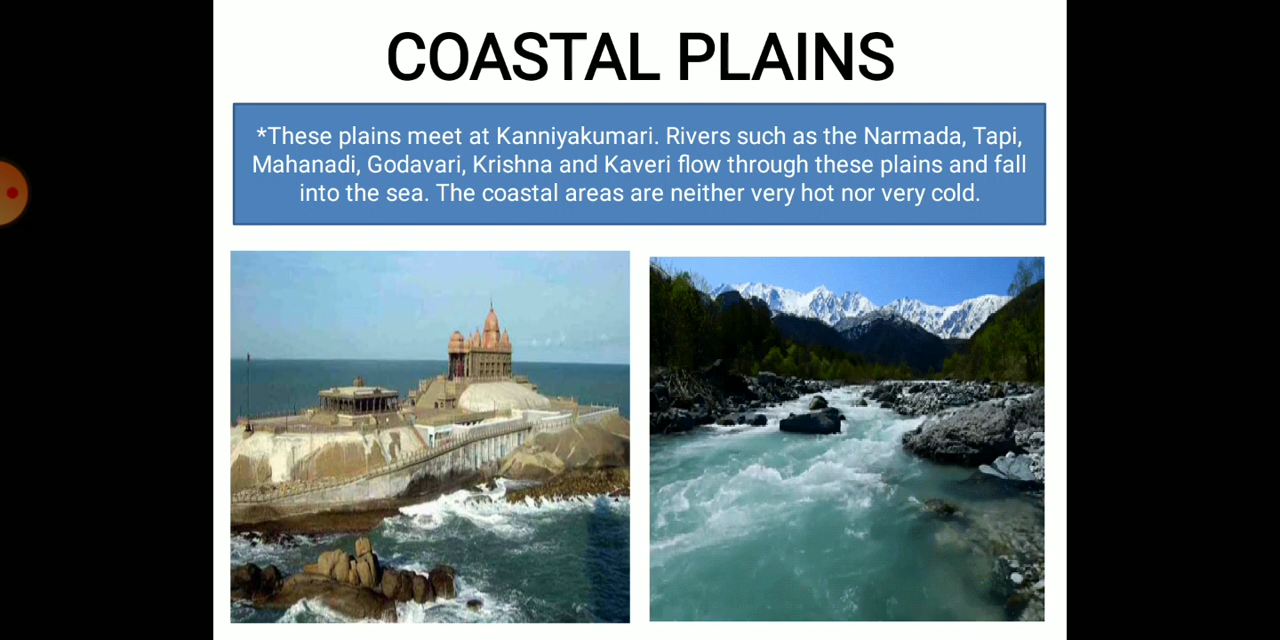 COASTAL PLAINS
*These plains meet at Kanniyakumari. Rivers such as the Narmada, Tapi,
Mahanadi, Godavari, Krishna and Kaveri flow through these plains and fall
into the sea. The coastal areas are neither very hot nor very cold.